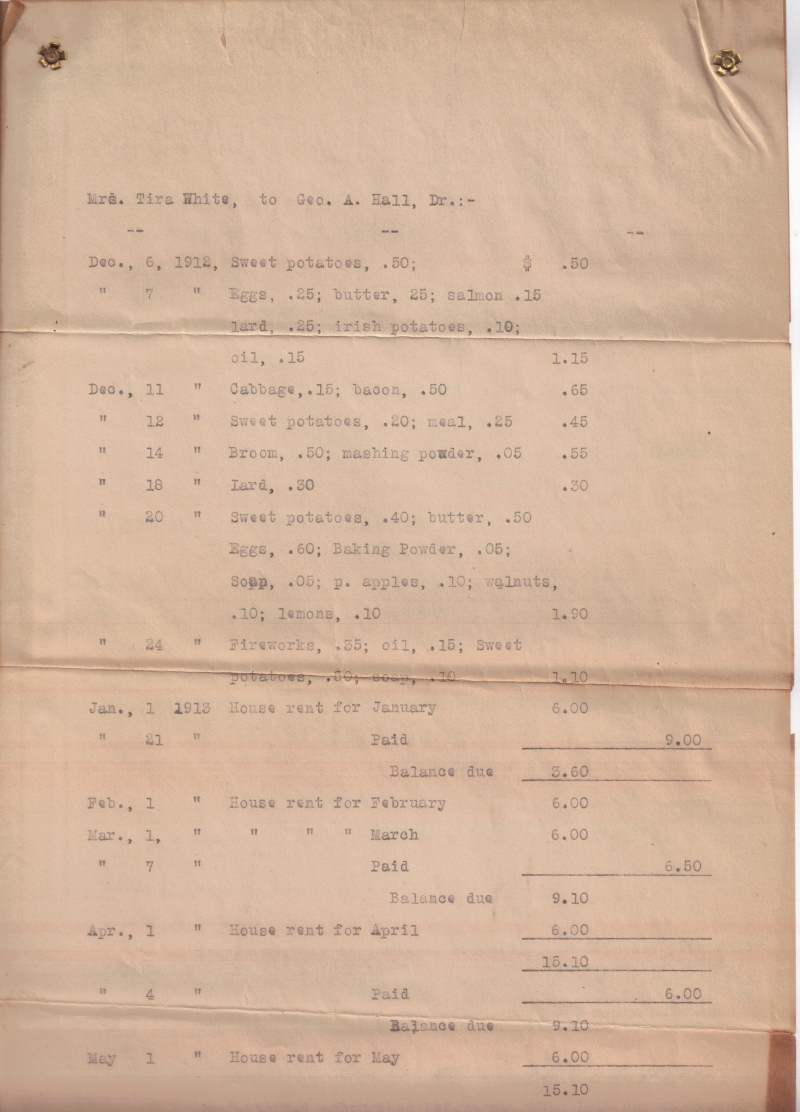 Mrs. Tira White, to Geo. A. Hall, Dr.:-
-- -- --
Dec., 6, 1912, Sweet potatoes, .50; $ .50
" 7 " Eggs, .25; butter, 25; salmon .15
lard, .25; irish potatoes, .10;
oil, .15 1.15
Dec., 11 " Cabbage,.15; bacon, .50 .65
" 12 " Sweet potatoes, .20; meal, .25 .45
" 14 " Broom, .50; mashing powder, .05 .55
" 18 " Lard, .30 .30
" 20 " Sweet potatoes, .40; butter, .50
Eggs, .60; Baking Powder, .05;
Soap, .05; p. apples, .10; walnuts,
.10; lemons, .10 1.90
" 24 " Fireworks, .35; oil, .15; Sweet
potatoes, .50; soap, .10 1.10
Jan., 1 1913 House rent for January 6.00
" 21 " Paid 9.00
Balance due 3.60
Feb., 1 " House rent for February 6.00
Mar., 1, " " " " March 6.00
" 7 " Paid 6.50
Balance due 9.10
Apr., 1 " House rent for April 6.00
15.10
" 4 " Paid 6.00
Balance due 9.10
May 1 " House rent for May 6.00
15.10